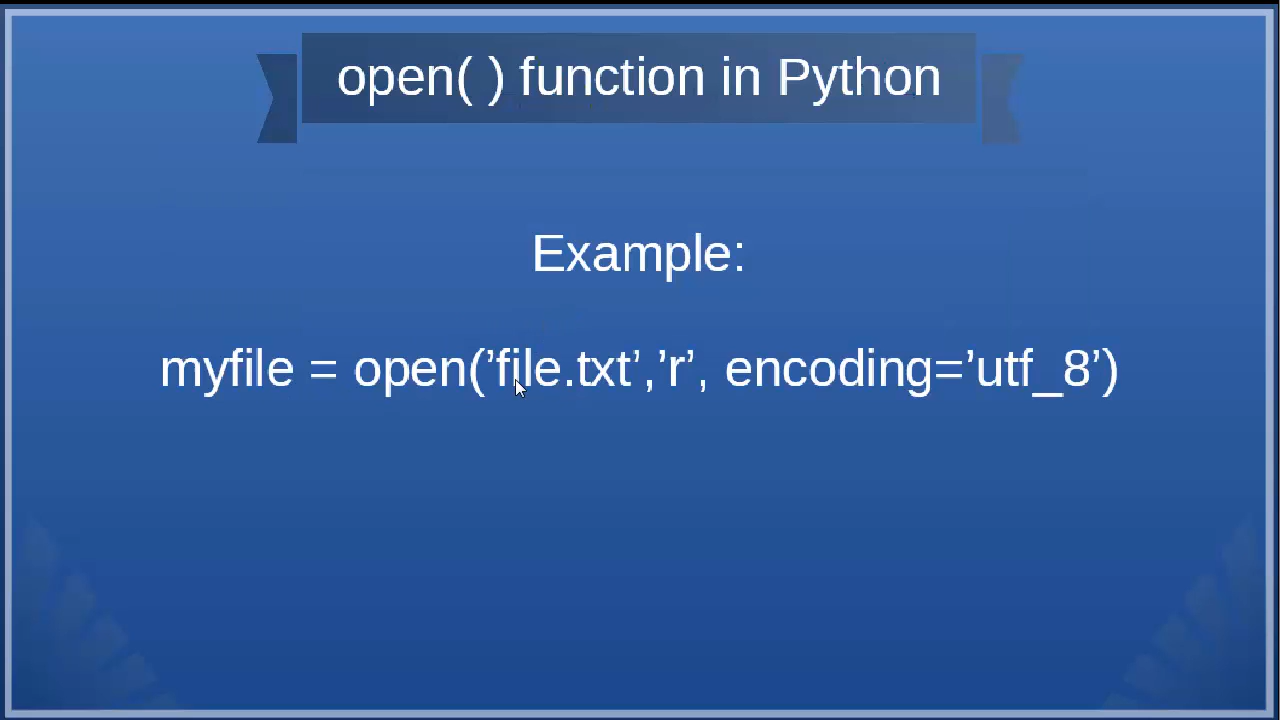 open( ) function in Python
Example:
myfile = open(’file.txt’,’r’, encoding=’utf_8’)